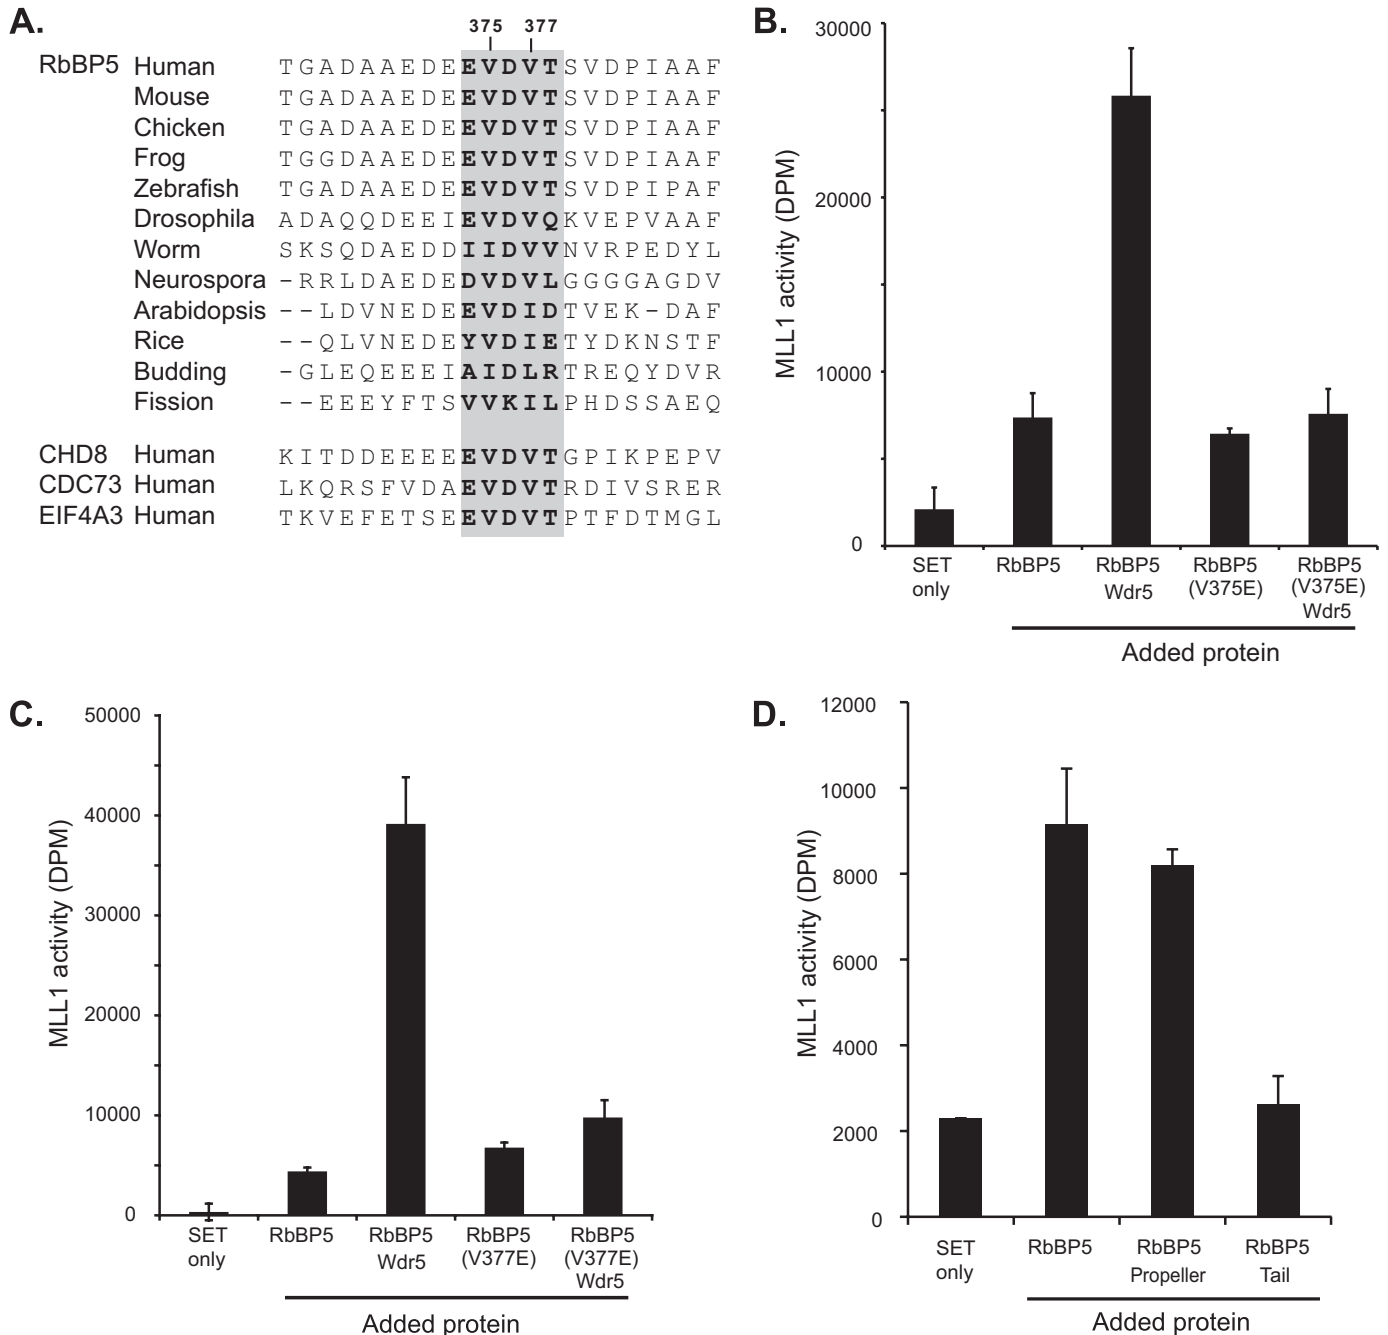 A.
375 377
RbBP5 Human TGADAAEDEEVDVTSVDPIAAF
Mouse TGADAAEDEEVDVTSVDPIAAF
Chicken TGADAAEDEEVDVTSVDPIAAF
Frog TGGDAAEDEEVDVTSVDPIAAF
Zebrafish TGADAAEDEEVDVTSVDPIPAF
Drosophila ADAQQDEEIEVDVQKVEPVAAF
Worm SKSQDAEDDIIDVVNVRPEDYL
Neurospora -RRLDAEDEDVDVLGGGGAGDV
Arabidopsis --LDVNEDEEVDIDTVEK-DAF
Rice --QLVNEDEYVDIETYDKNSTF
Budding -GLEQEEEIAIDLRTREQYDVR
Fission --EEEYFTSVVKILPHDSSAEQ
CHD8 Human KITDDEEEEEVDVTGPIKPEPV
CDC73 Human LKQRSFVDAEVDVTRDIVSRER
EIF4A3 Human TKVEFETSEEVDVTPTFDTMGL
B.
MLL1 activity (DPM)
30000
20000
10000
0
SET only
RbBP5
RbBP5 Wdr5
RbBP5 (V375E)
RbBP5 (V375E) Wdr5
Added protein
C.
MLL1 activity (DPM)
50000
40000
30000
20000
10000
0
SET only
RbBP5
RbBP5 Wdr5
RbBP5 (V377E)
RbBP5 (V377E) Wdr5
Added protein
D.
MLL1 activity (DPM)
12000
10000
8000
6000
4000
2000
0
SET only
RbBP5
RbBP5 Propeller
RbBP5 Tail
Added protein